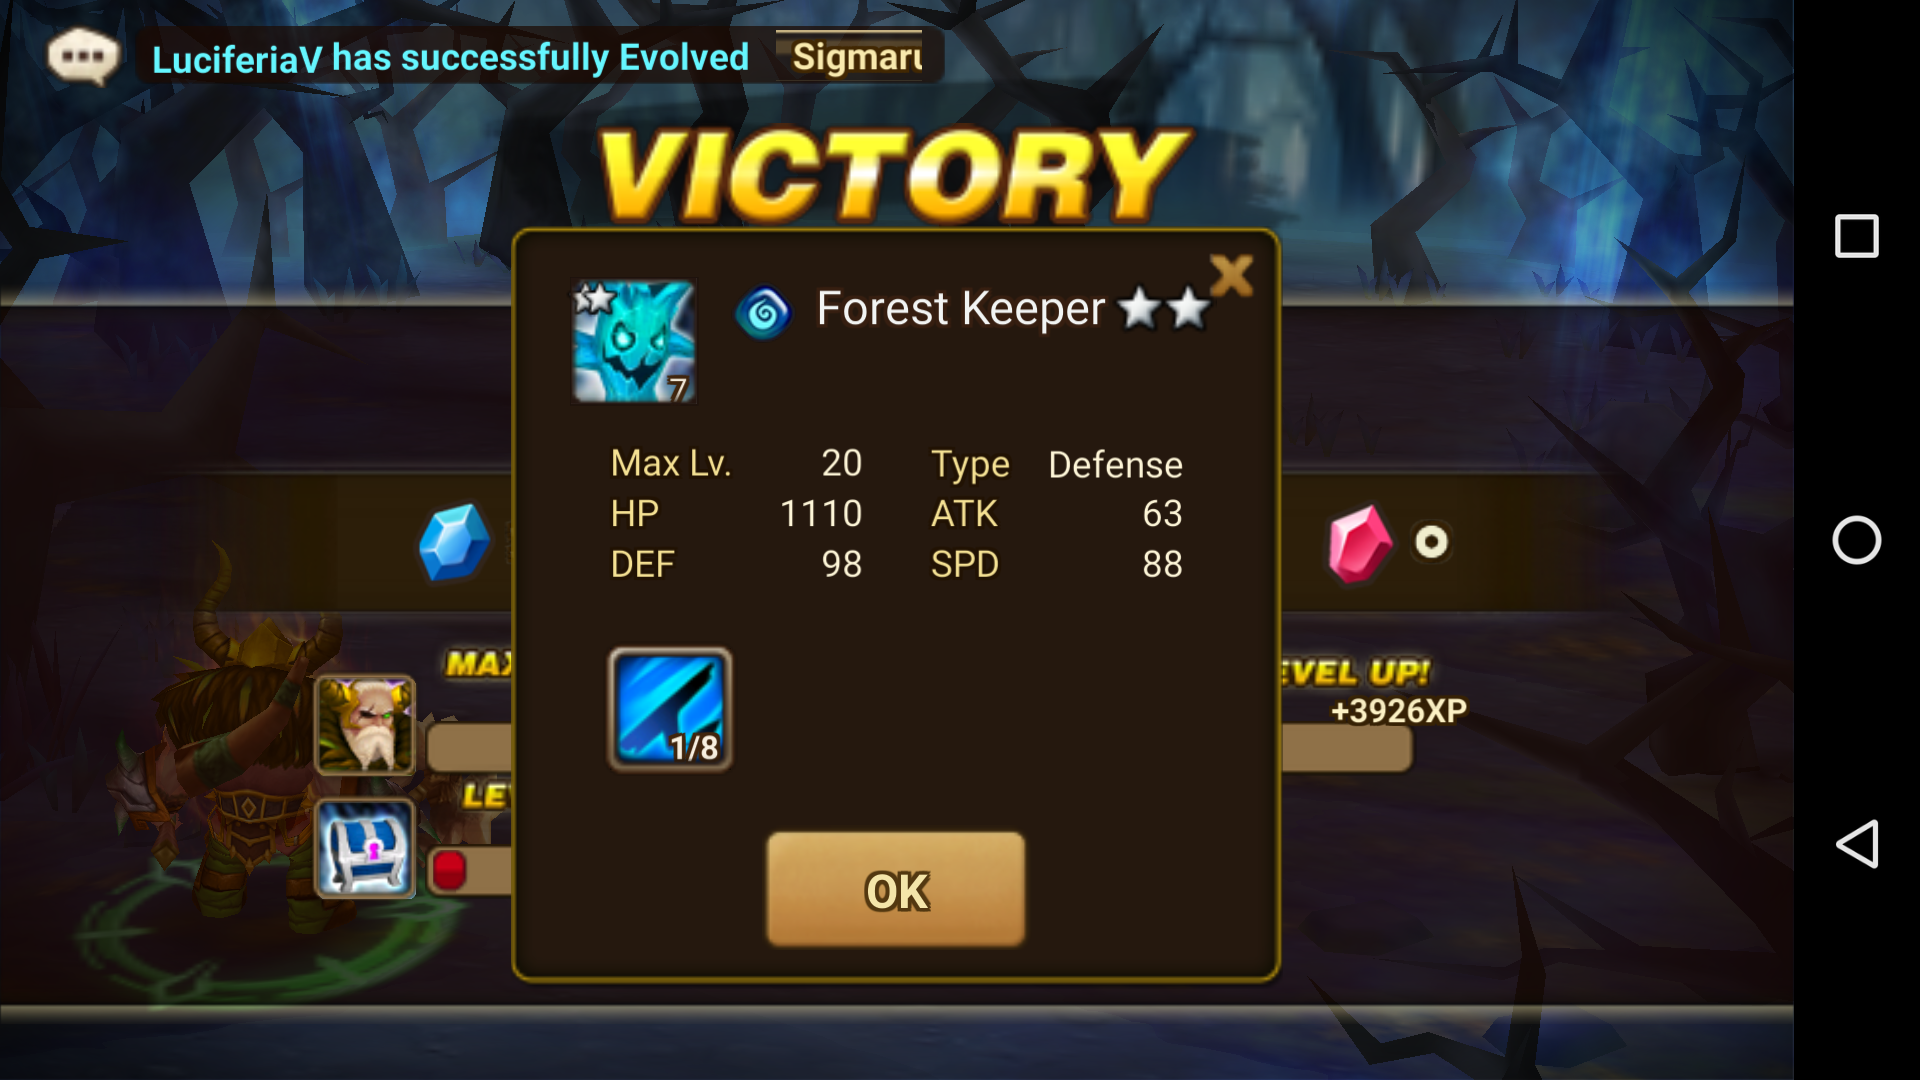 LuciferiaV has successfully Evolved
VICTORY
Forest Keeper
7
Max Lv. 20 Type Defense
HP 1110 ATK 63
DEF 98 SPD 88
1/8
UP!
+3926XP
OK